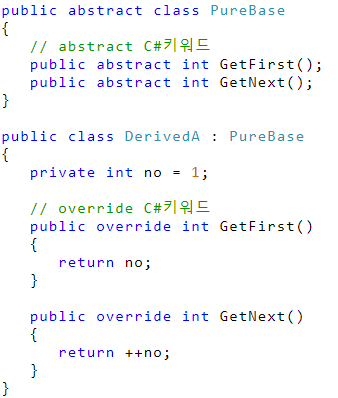 public abstract class PureBase
{
   // abstract C#키워드
   public abstract int GetFirst();
   public abstract int GetNext();
}

public class DerivedA : PureBase
{
   private int no = 1;

   // override C#키워드
   public override int GetFirst()
   {
      return no;
   }

   public override int GetNext()
   {
      return ++no;
   }
}